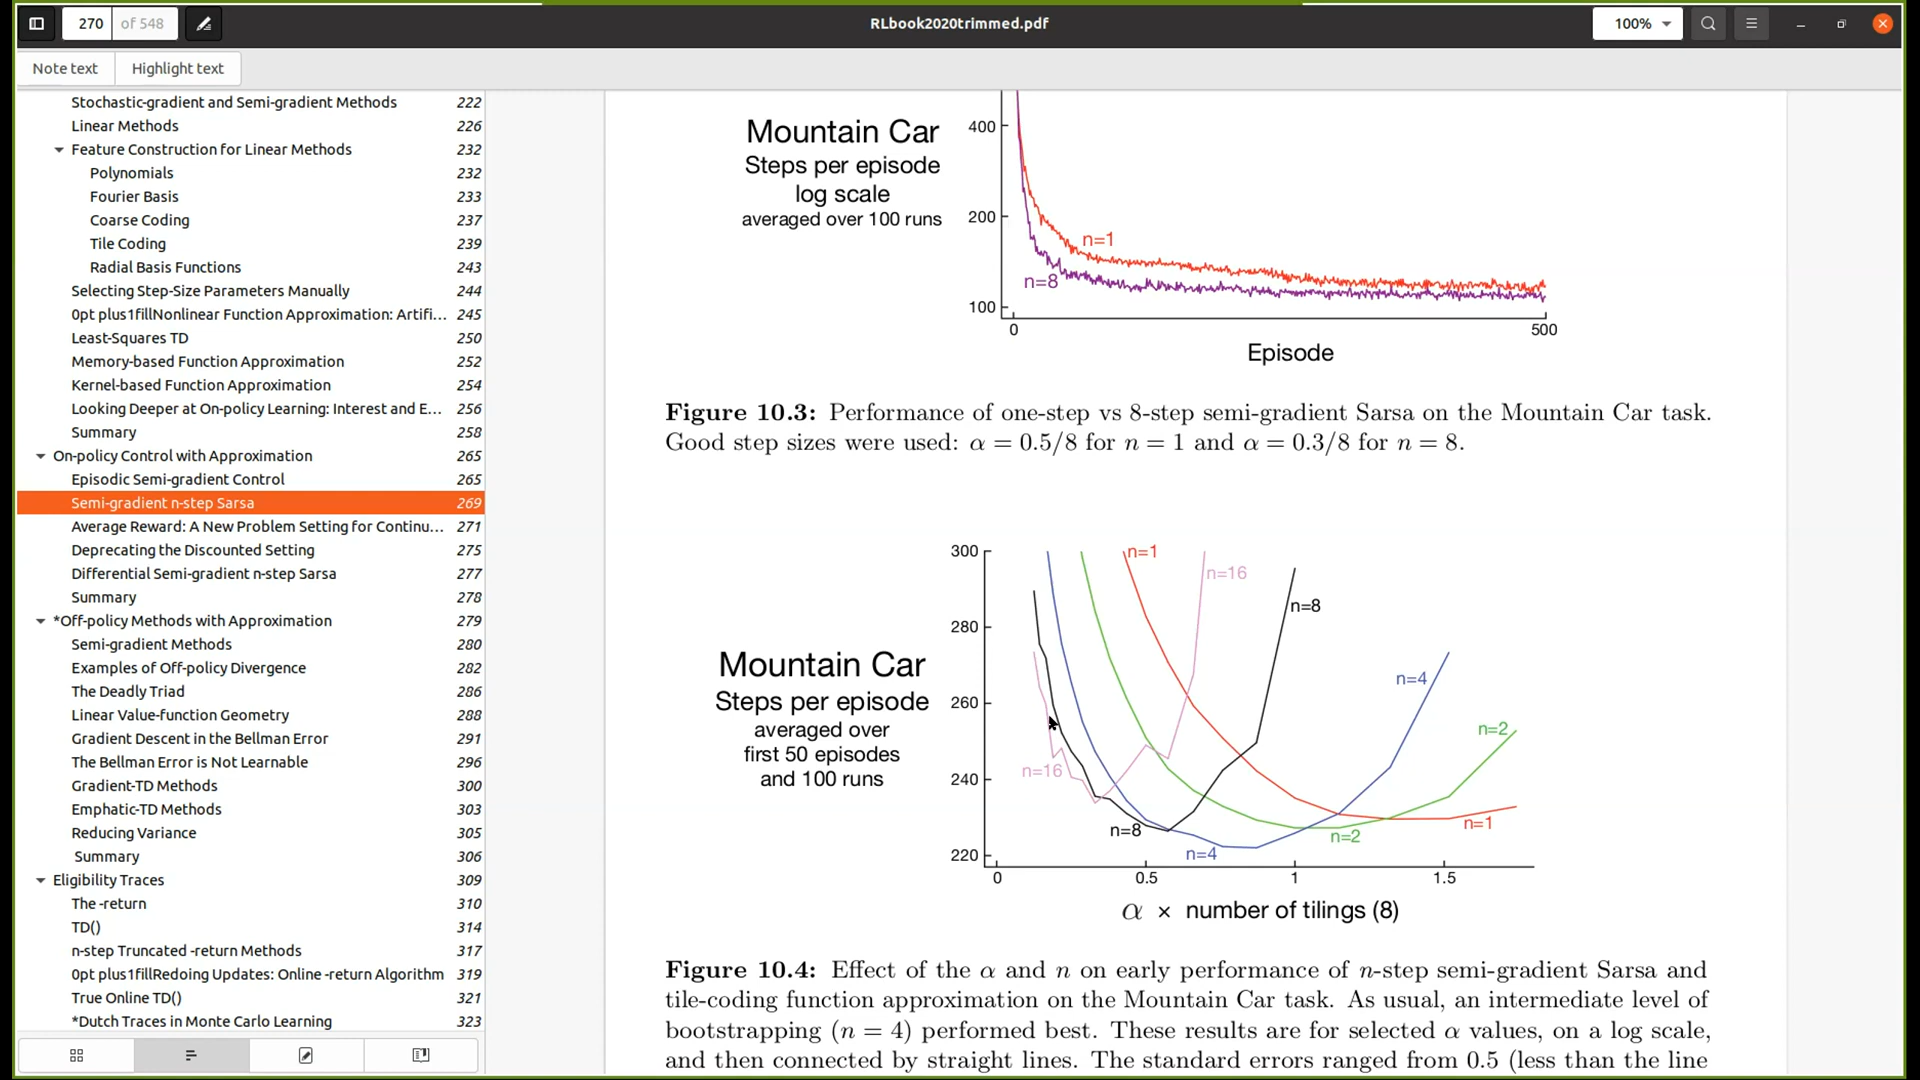 270 of 548
RLbook2020trimmed.pdf
100%
Note text
Highlight text
Stochastic-gradient and Semi-gradient Methods 222
Linear Methods 226
Feature Construction for Linear Methods 232
Polynomials 232
Fourier Basis 233
Coarse Coding 237
Tile Coding 239
Radial Basis Functions 243
Selecting Step-Size Parameters Manually 244
0pt plus1fillNonlinear Function Approximation: Artifi... 245
Least-Squares TD 250
Memory-based Function Approximation 252
Kernel-based Function Approximation 254
Looking Deeper at On-policy Learning: Interest and E... 256
Summary 258
On-policy Control with Approximation 265
Episodic Semi-gradient Control 265
Semi-gradient n-step Sarsa 269
Average Reward: A New Problem Setting for Continu... 271
Deprecating the Discounted Setting 275
Differential Semi-gradient n-step Sarsa 277
Summary 278
*Off-policy Methods with Approximation 279
Semi-gradient Methods 280
Examples of Off-policy Divergence 282
The Deadly Triad 286
Linear Value-function Geometry 288
Gradient Descent in the Bellman Error 291
The Bellman Error is Not Learnable 296
Gradient-TD Methods 300
Emphatic-TD Methods 303
Reducing Variance 305
Summary 306
Eligibility Traces 309
The -return 310
TD() 314
n-step Truncated -return Methods 317
0pt plus1fillRedoing Updates: Online -return Algorithm 319
True Online TD() 321
*Dutch Traces in Monte Carlo Learning 323
Mountain Car
Steps per episode
log scale
averaged over 100 runs
400
200
100
n=1
n=8
0
500
Episode
Figure 10.3: Performance of one-step vs 8-step semi-gradient Sarsa on the Mountain Car task.
Good step sizes were used: α = 0.5/8 for n = 1 and α = 0.3/8 for n = 8.
Mountain Car
Steps per episode
averaged over
first 50 episodes
and 100 runs
300
280
260
240
220
n=1
n=16
n=8
n=4
n=2
n=16
n=8
n=4
n=2
n=1
0
0.5
1
1.5
α × number of tilings (8)
Figure 10.4: Effect of the α and n on early performance of n-step semi-gradient Sarsa and
tile-coding function approximation on the Mountain Car task. As usual, an intermediate level of
bootstrapping (n = 4) performed best. These results are for selected α values, on a log scale,
and then connected by straight lines. The standard errors ranged from 0.5 (less than the line